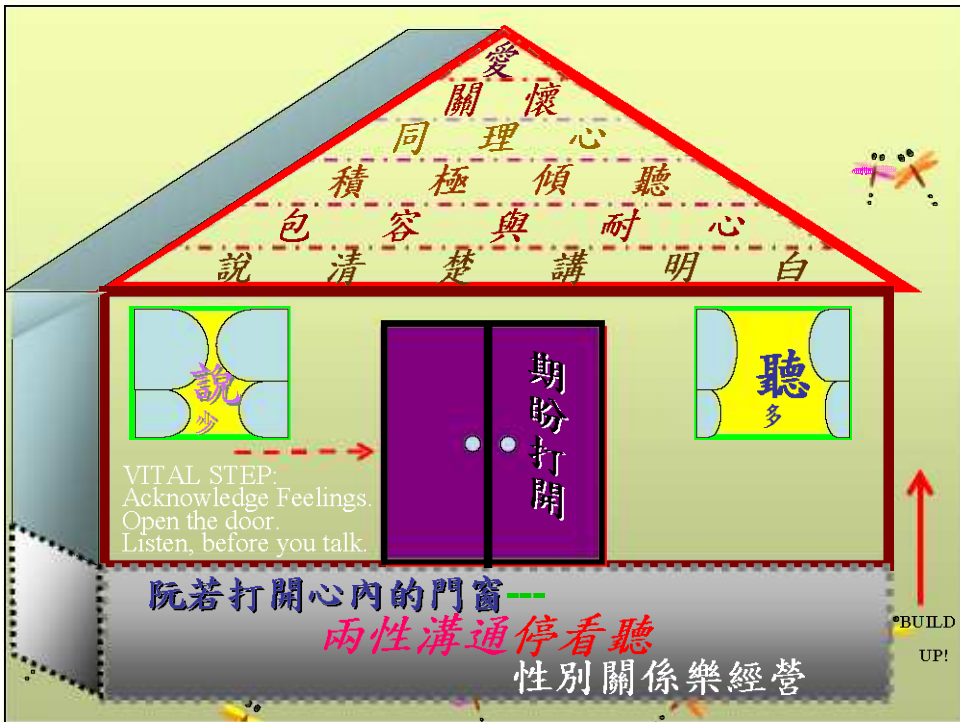 愛
關懷
同理心
積極傾聽
包容與耐心
說清楚講明白
說
少
期盼打開
聽
多
VITAL STEP:
Acknowledge Feelings.
Open the door.
Listen, before you talk.
阮若打開心內的門窗---
兩性溝通停看聽
性別關係樂經營
*BUILD
UP!